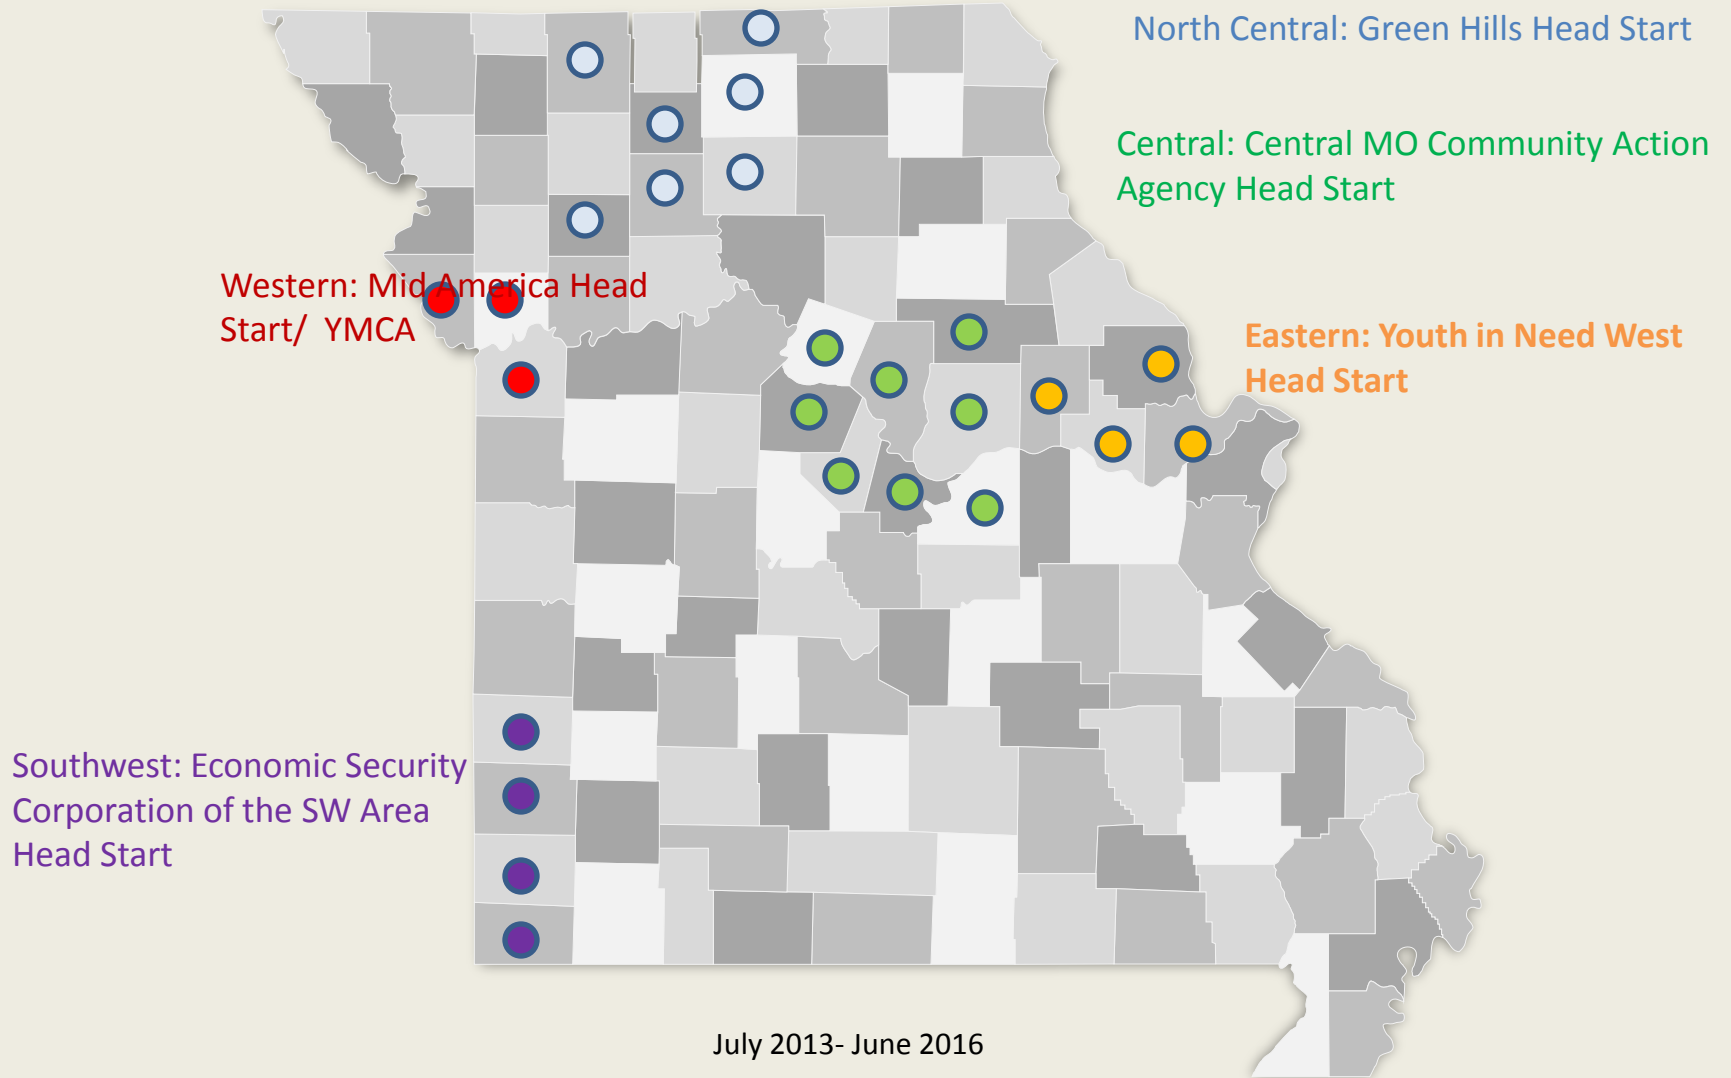 North Central: Green Hills Head Start
Central: Central MO Community Action
Agency Head Start
Western: Mid America Head
Start/  YMCA
Eastern: Youth in Need West
Head Start
Southwest: Economic Security
Corporation of the SW Area
Head Start
July 2013- June 2016